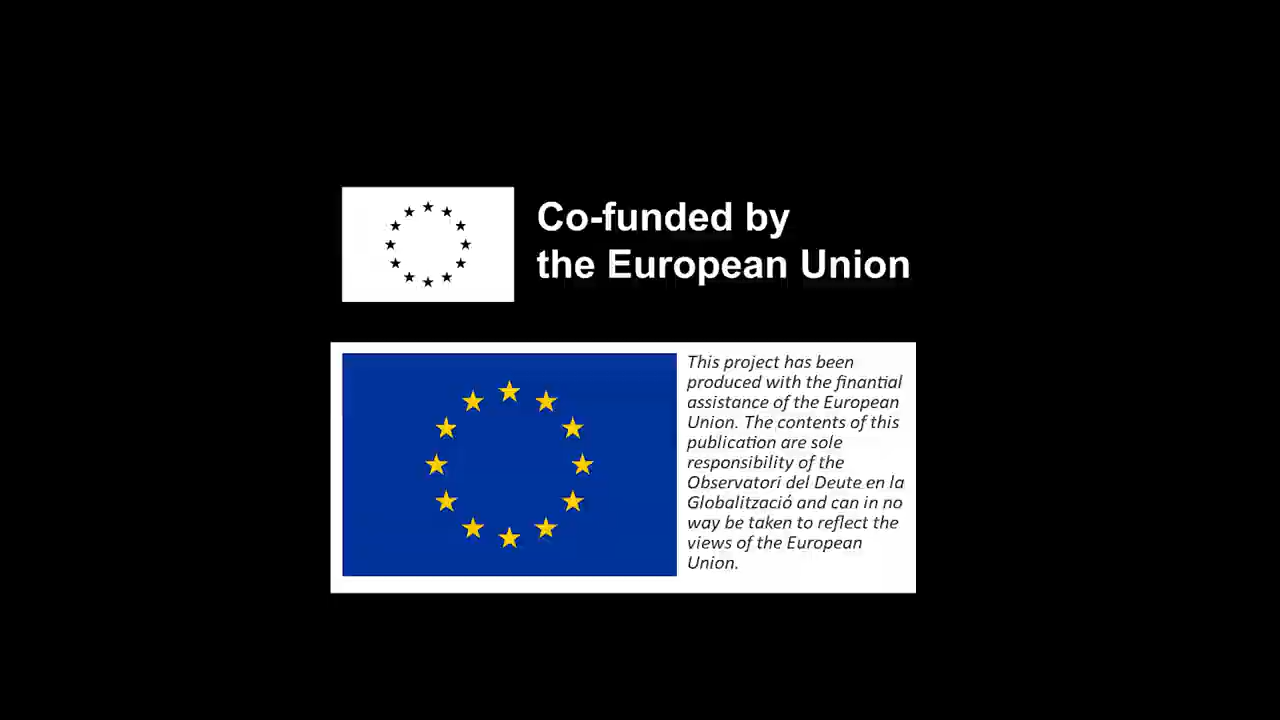 Co-funded by
the European Union
This project has been
produced with the finantial
assistance of the European
Union. The contents of this
publication are sole
responsibility of the
Observatori del Deute en la
Globalització and can in no
way be taken to reflect the
views of the European
Union.